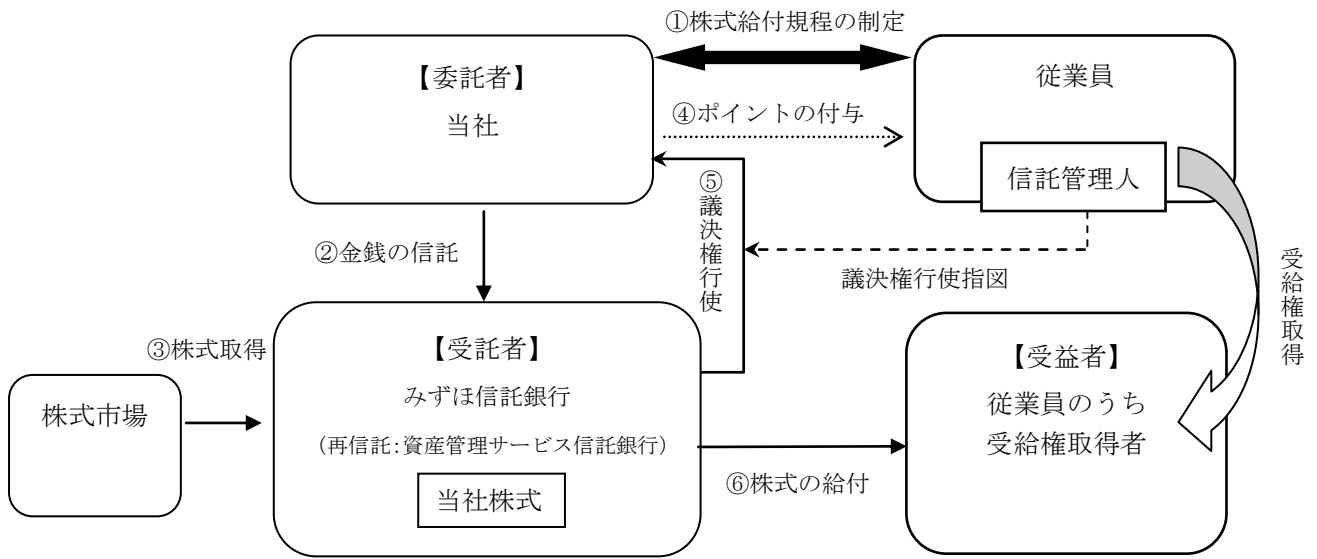 ①株式給付規程の制定
【委託者】
当社
従業員
④ポイントの付与
信託管理人
⑤議決権行使
②金銭の信託
議決権行使指図
受給権取得
③株式取得
【受託者】
みずほ信託銀行
（再信託：資産管理サービス信託銀行）
当社株式
株式市場
【受益者】
従業員のうち
受給権取得者
⑥株式の給付